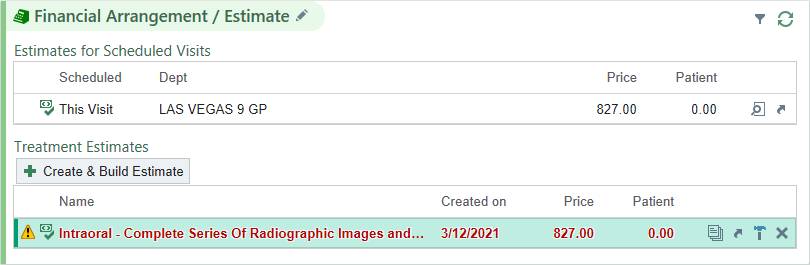 Financial Arrangement / Estimate
Estimates for Scheduled Visits
Scheduled Dept Price Patient
This Visit LAS VEGAS 9 GP 827.00 0.00
Treatment Estimates
Create & Build Estimate
Name Created on Price Patient
Intraoral - Complete Series Of Radiographic Images and... 3/12/2021 827.00 0.00